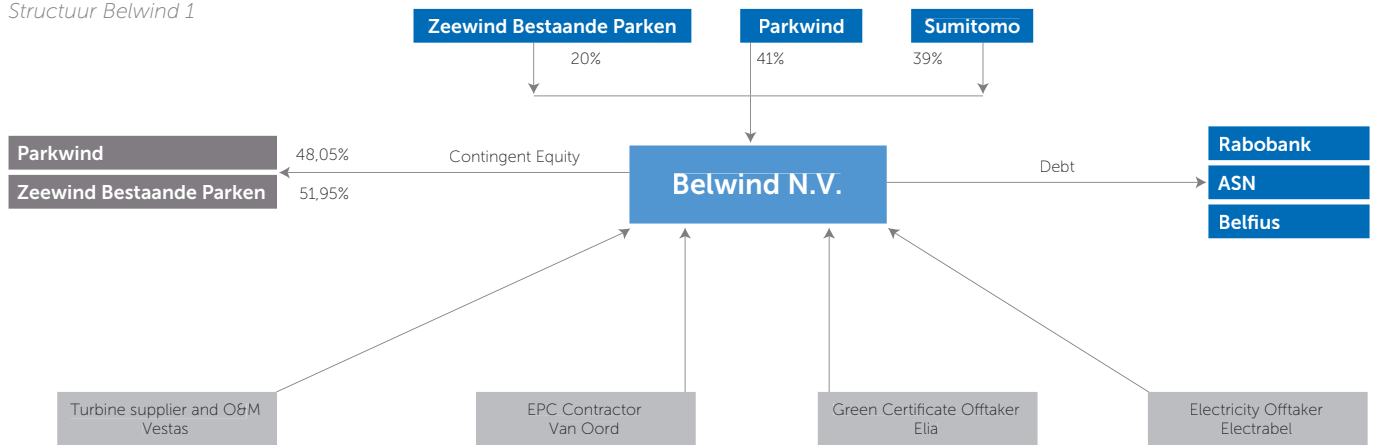 Structuur Belwind 1
Zeewind Bestaande Parken
Parkwind
Sumitomo
20%
41%
39%
Parkwind
48,05%
Contingent Equity
Zeewind Bestaande Parken
51,95%
Belwind N.V.
Debt
Rabobank
ASN
Belfius
Turbine supplier and O&M
Vestas
EPC Contractor
Van Oord
Green Certificate Offtaker
Elia
Electricity Offtaker
Electrabel